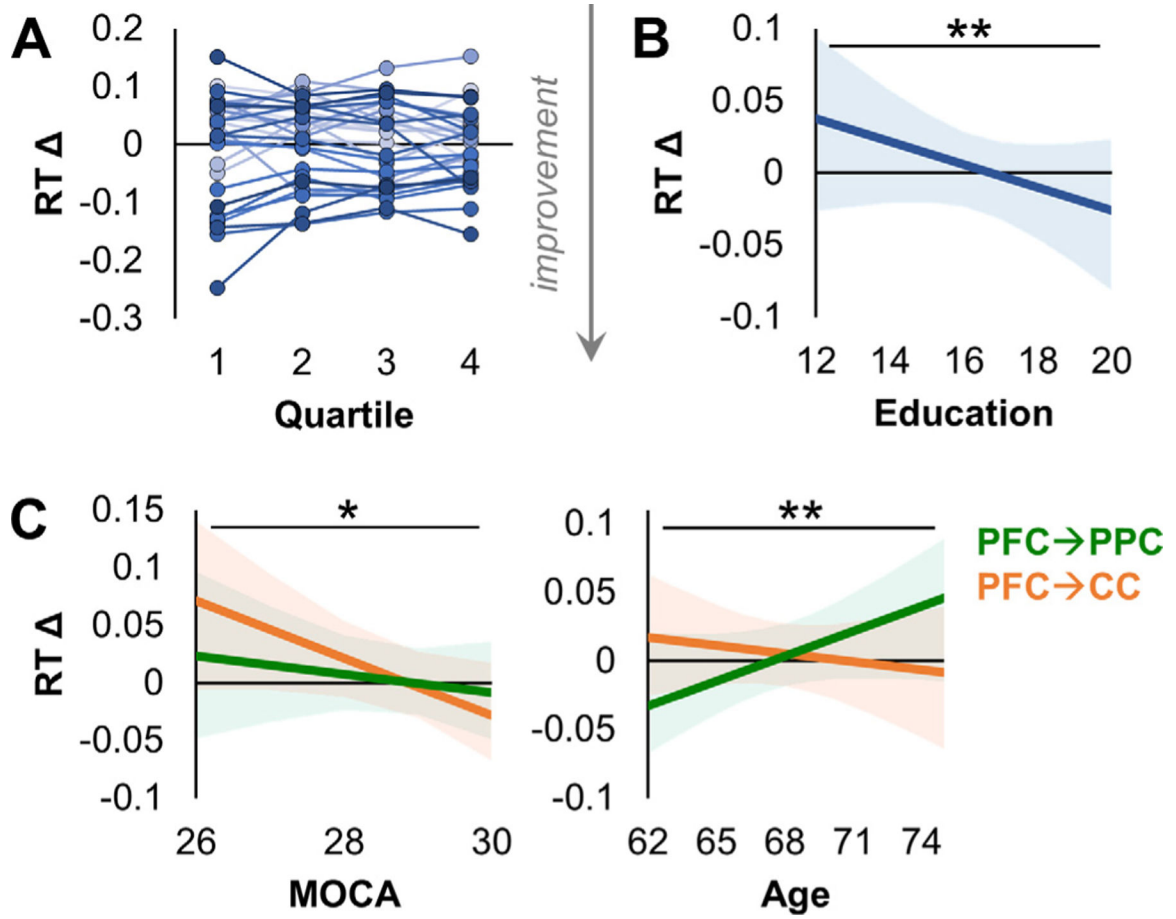 A
RT Δ
0.2
0.1
0
-0.1
-0.2
-0.3
1 2 3 4
Quartile
improvement
B
RT Δ
0.1
0.05
0
-0.05
-0.1
**
12 14 16 18 20
Education
C
RT Δ
0.15
0.1
0.05
0
-0.05
-0.1
*
26 28 30
MOCA
0.1
0.05
0
-0.05
-0.1
**
62 65 68 71 74
Age
PFC→PPC
PFC→CC